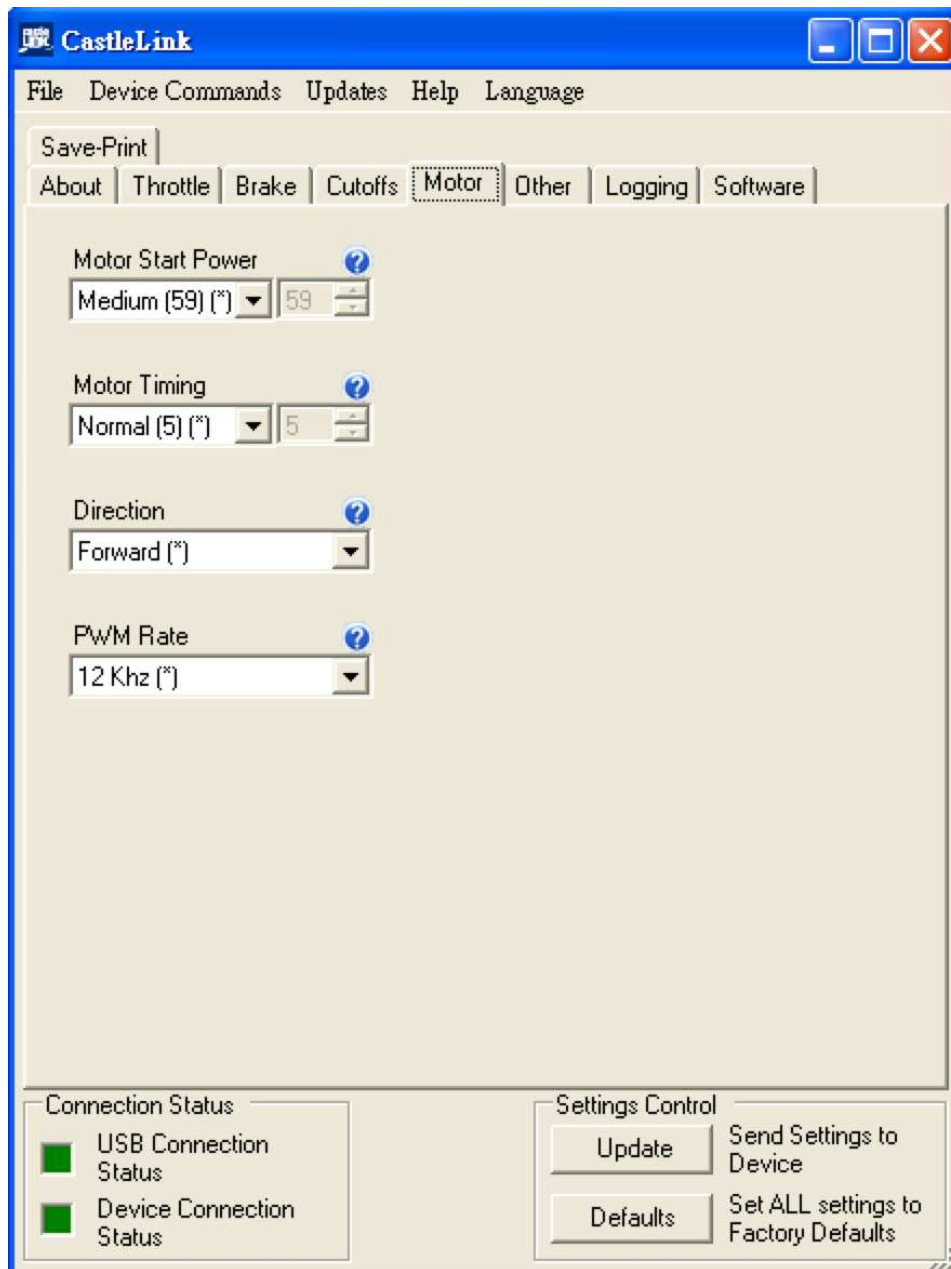 CastleLink
File Device Commands Updates Help Language
Save-Print
About Throttle Brake Cutoffs Motor Other Logging Software
Motor Start Power
Medium (59) (*) 59
Motor Timing
Normal (5) (*) 5
Direction
Forward (*)
PWM Rate
12 Khz (*)
Connection Status
USB Connection
Status
Device Connection
Status
Settings Control
Update
Send Settings to
Device
Defaults
Set ALL settings to
Factory Defaults